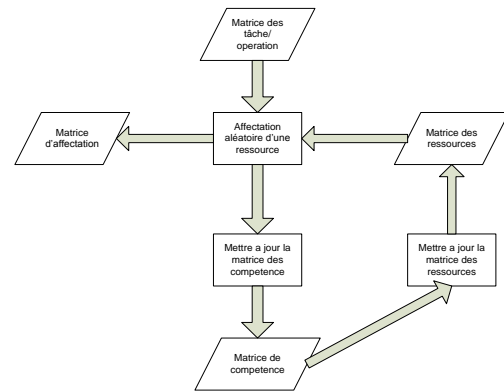 Matrice des
tâche/
operation
Matrice
d'affectation
Affectation
aléatoire d'une
ressource
Matrice des
ressources
Mettre a jour la
matrice des
competence
Mettre a jour la
matrice des
ressources
Matrice de
competence